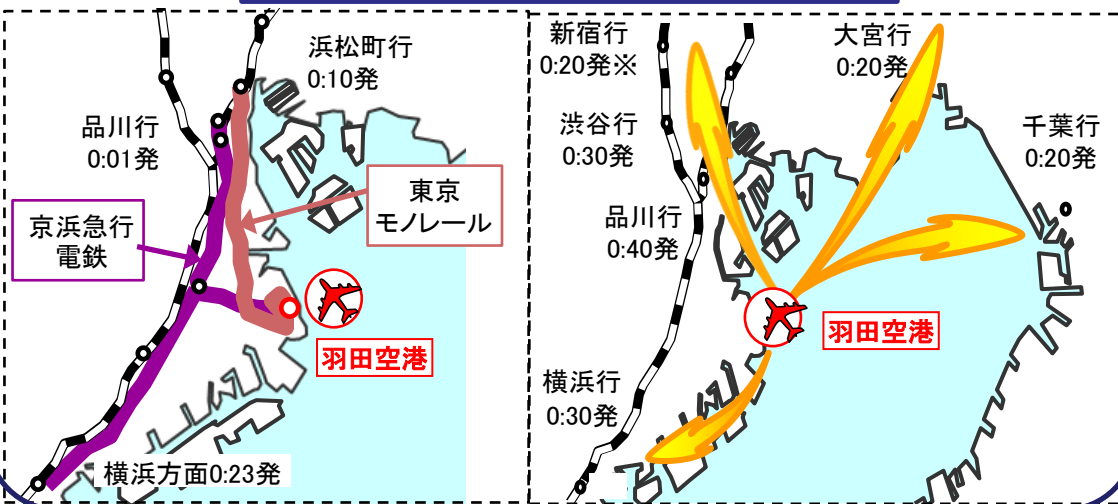 浜松町行
0:10発
品川行
0:01発
東京
モノレール
京浜急行
電鉄
羽田空港
横浜方面0:23発
新宿行
0:20発※
大宮行
0:20発
渋谷行
0:30発
千葉行
0:20発
品川行
0:40発
羽田空港
横浜行
0:30発